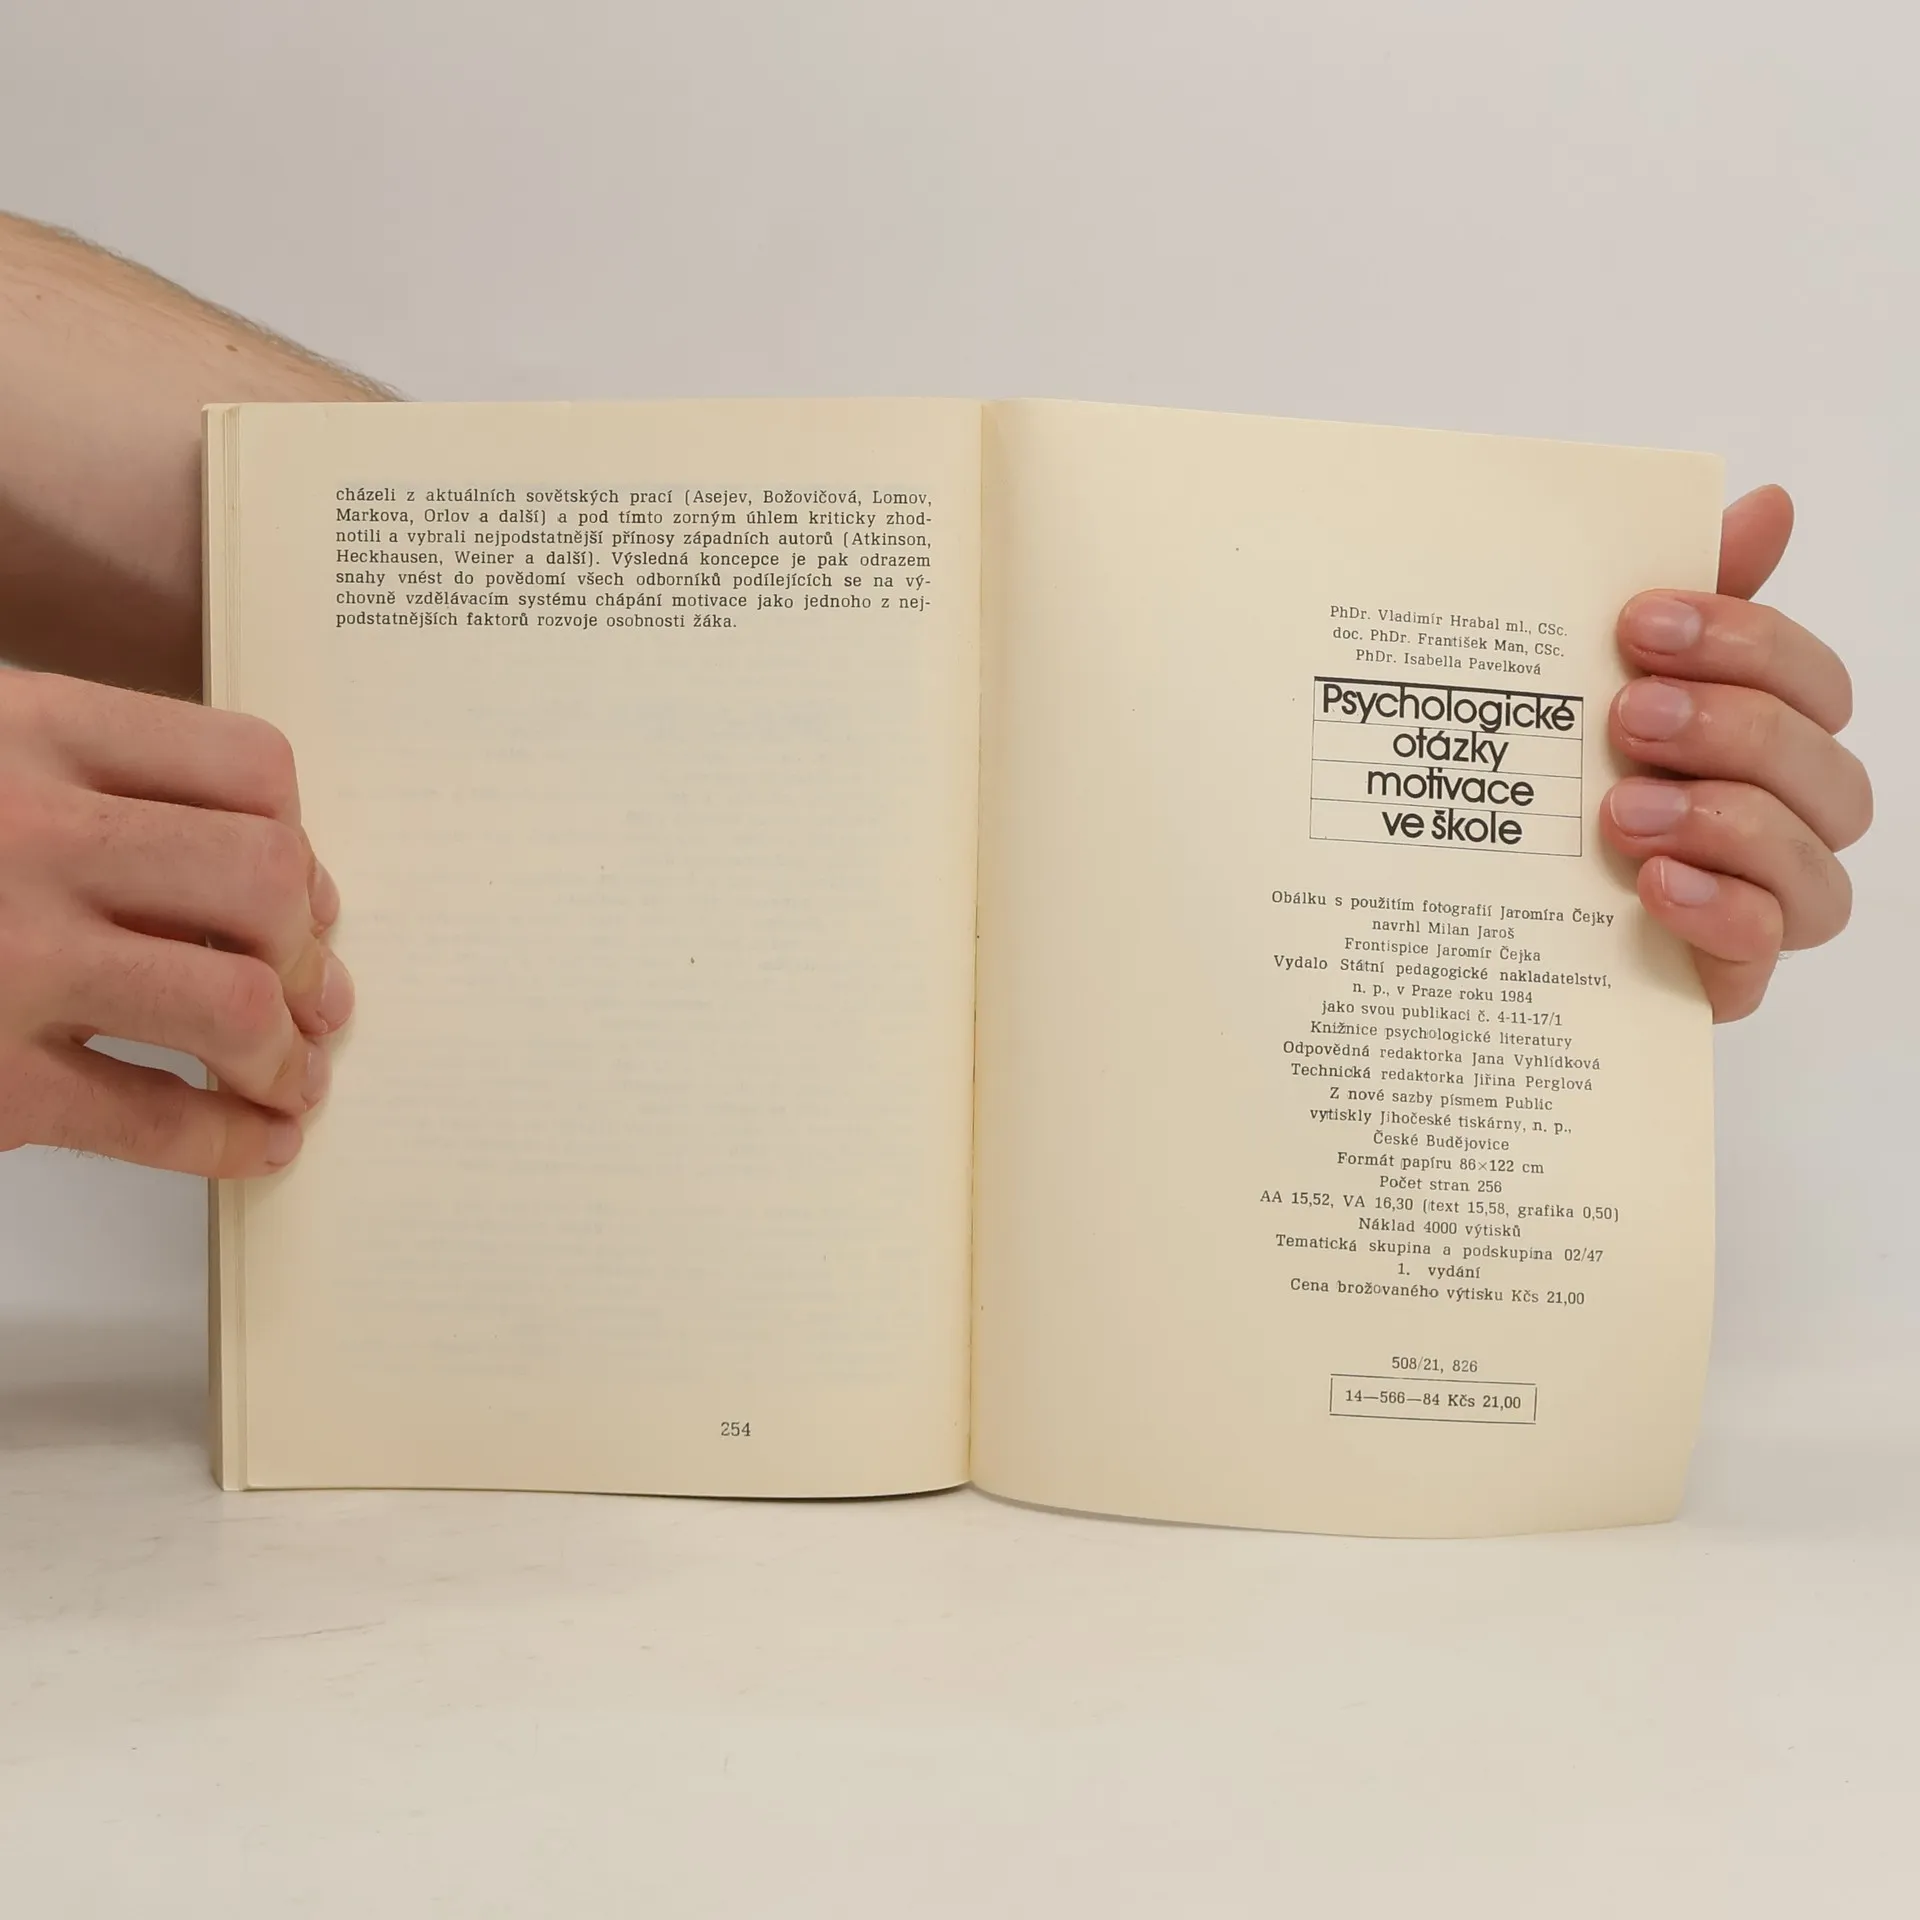 cházeli z aktuálních sovětských prací (Asejev, Božovičová, Lomov,
Markova, Orlov a další) a pod tímto zorným úhlem kriticky zhod-
notili a vybrali nejpodstatnější přínosy západních autorů (Atkinson,
Heckhausen, Weiner a další). Výsledná koncepce je pak odrazem
snahy vnést do povědomí všech odborníků podílejících se na vý-
chovně vzdělávacím systému chápání motivace jako jednoho z nej-
podstatnějších faktorů rozvoje osobnosti žáka.
254
PhDr. Vladimír Hrabal ml., CSc.
doc. PhDr. František Man, CSc.
PhDr. Isabella Pavelková
Psychologické
otázky
motivace
ve škole
Obálku s použitím fotografií Jaromíra Čejky
navrhl Milan Jaroš
Frontispice Jaromír Čejka
Vydalo Státní pedagogické nakladatelství,
n. p., v Praze roku 1984
jako svou publikaci č. 4-11-17/1
Knižnice psychologické literatury
Odpovědná redaktorka Jana Vyhlídková
Technická redaktorka Jiřina Perglová
Z nové sazby písmem Public
vytiskly Jihočeské tiskárny, n. p.,
České Budějovice
Formát papíru 86×122 cm
Počet stran 256
AA 15,52, VA 16,30 (text 15,58, grafika 0,50)
Náklad 4000 výtisků
Tematická skupina a podskupina 02/47
1. vydání
Cena brožovaného výtisku Kčs 21,00
508/21, 826
14—566—84 Kčs 21,00